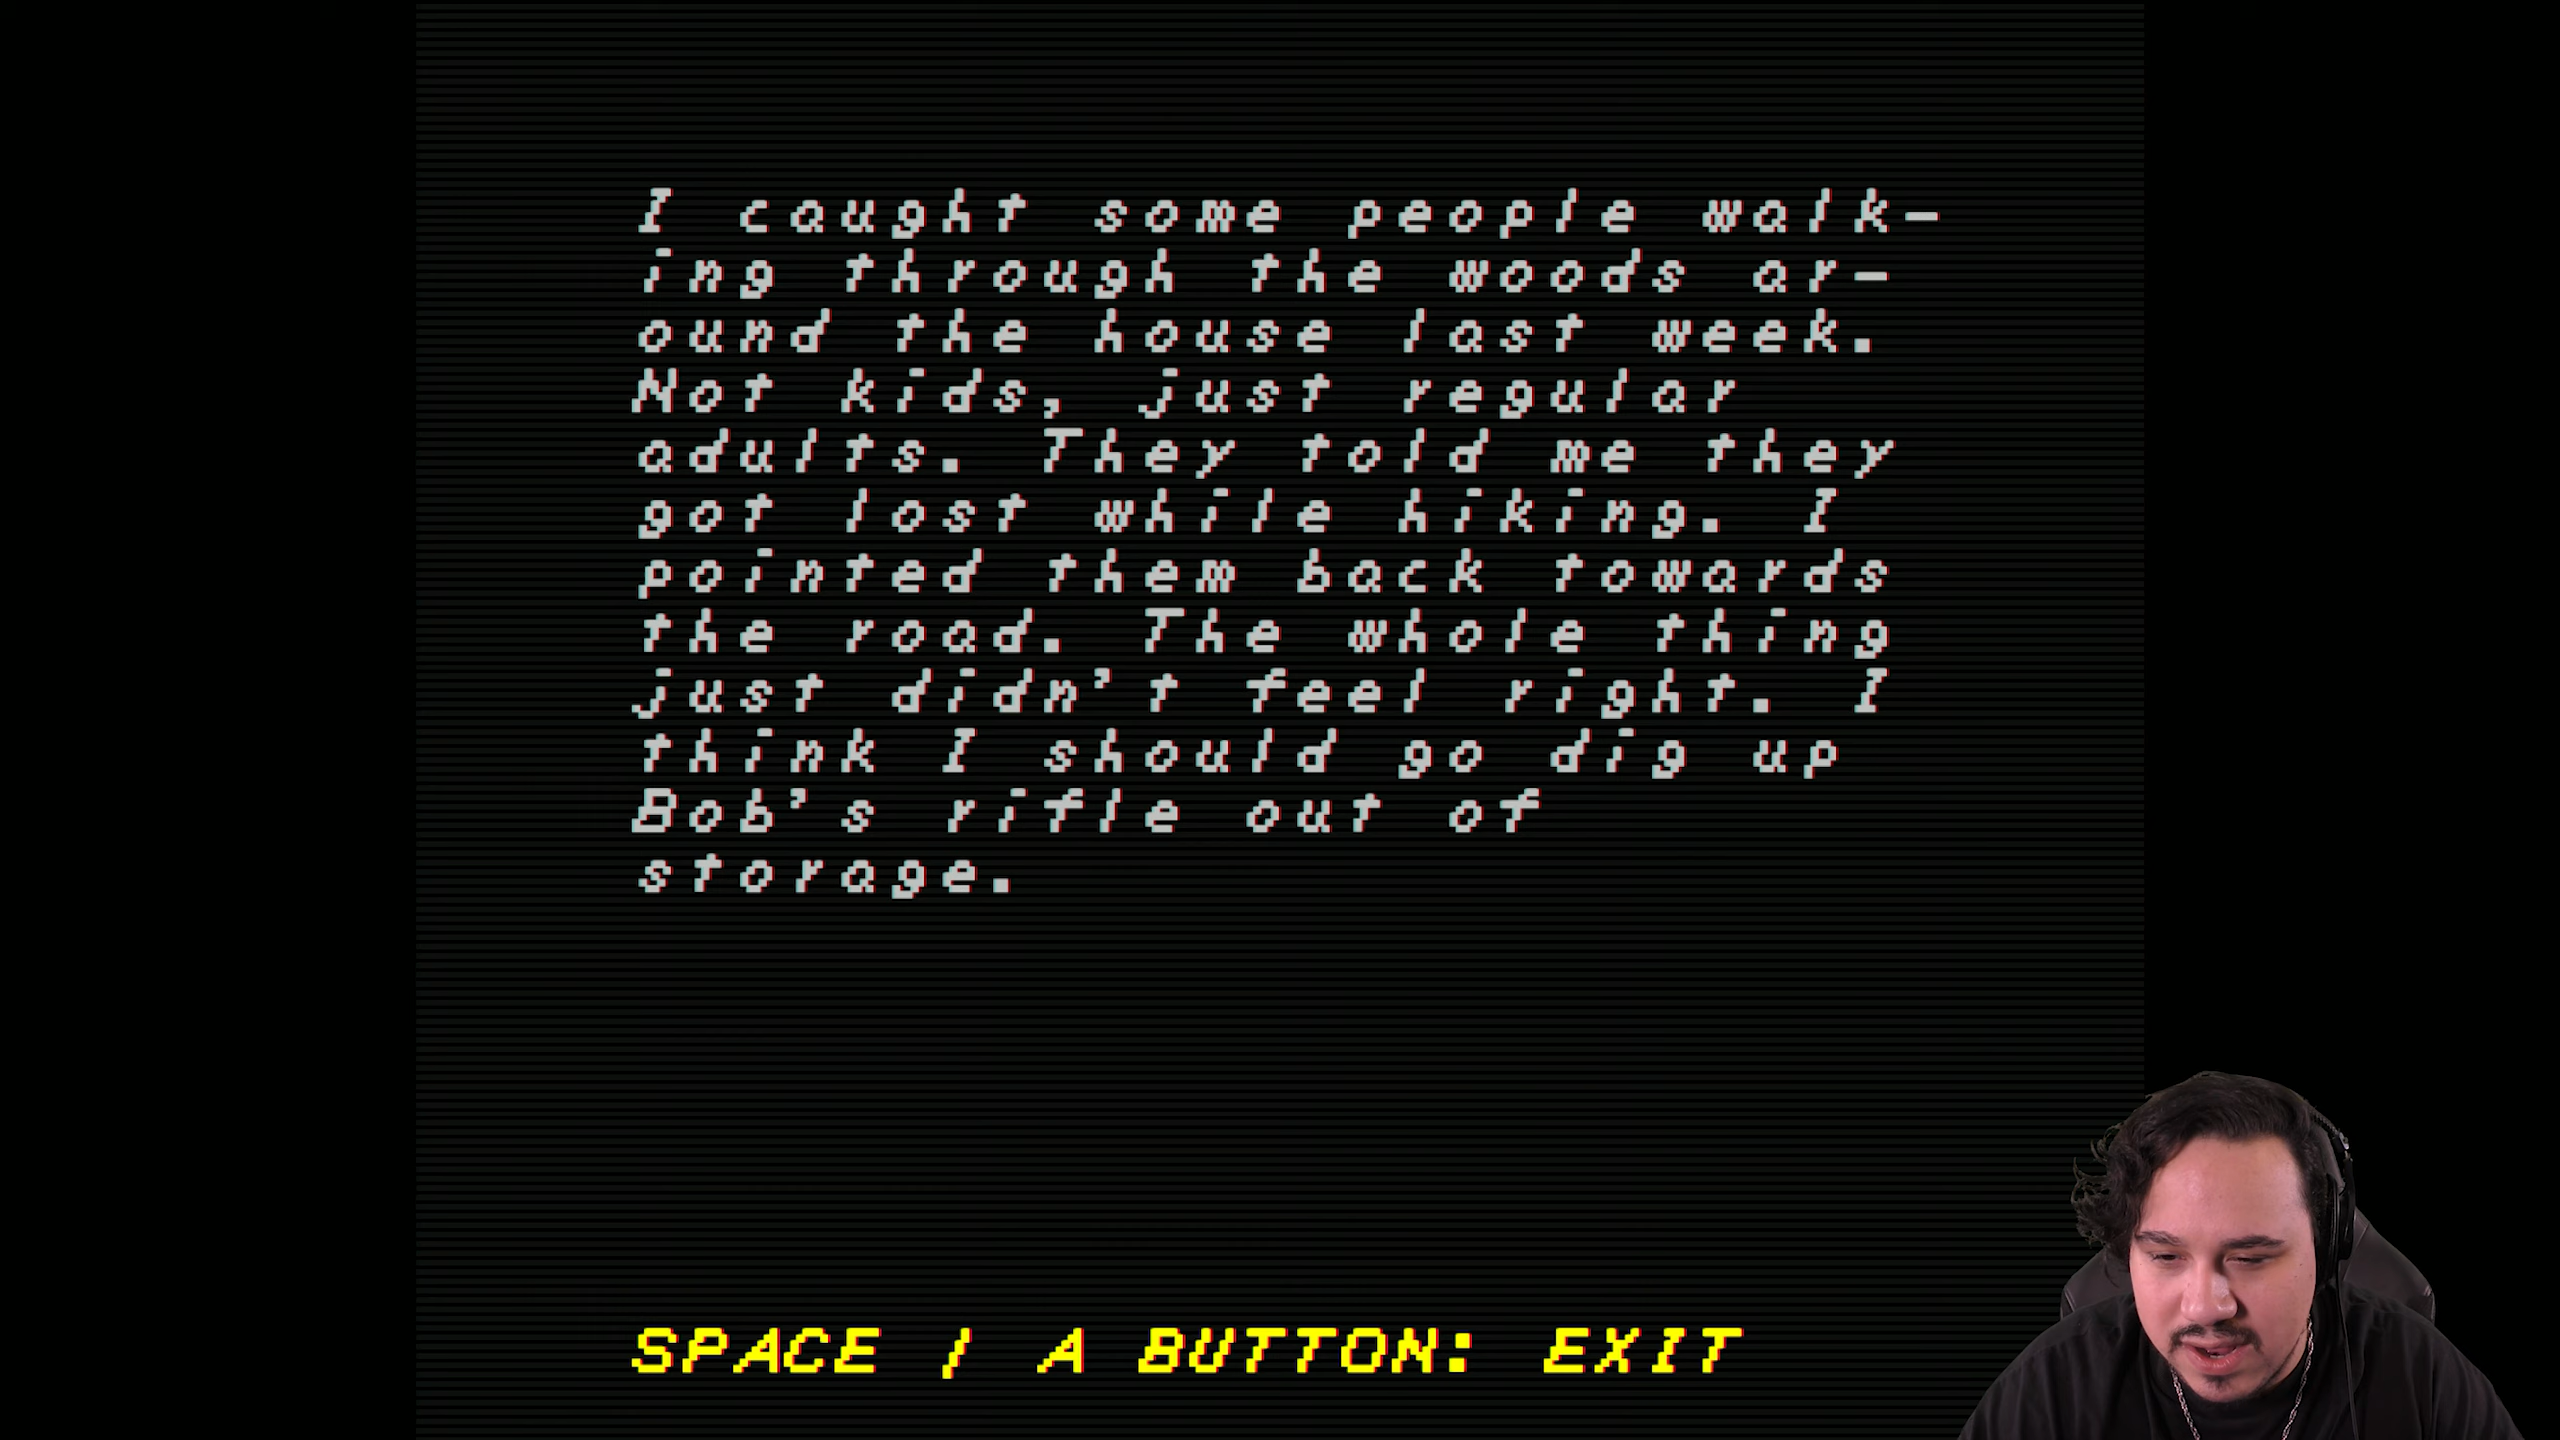 I caught some people walk-
ing through the woods ar-
ound the house last week.
Not kids, just regular
adults. They told me they
got lost while hiking. I
pointed them back towards
the road. The whole thing
just didn't feel right. I
think I should go dig up
Bob's rifle out of
storage.
SPACE / A BUTTON: EXIT